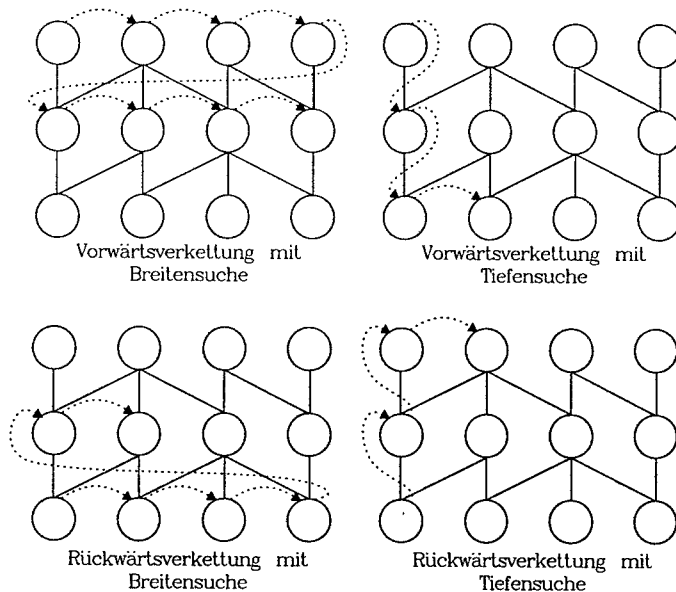 Vorwärtsverkettung mit
Breitensuche
Vorwärtsverkettung mit
Tiefensuche
Rückwärtsverkettung mit
Breitensuche
Rückwärtsverkettung mit
Tiefensuche